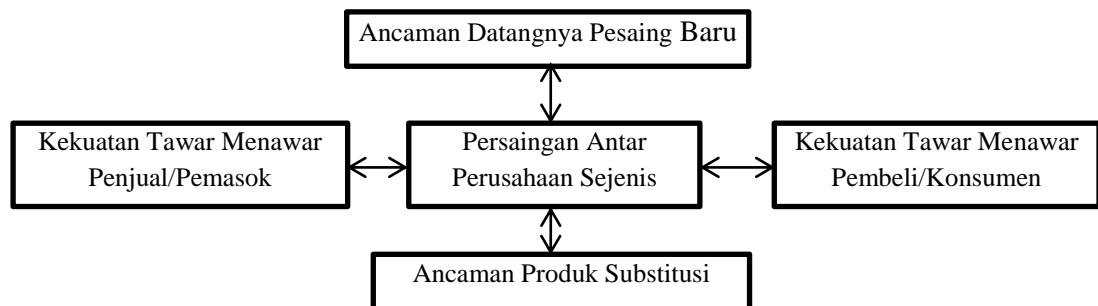 Ancaman Datangnya Pesaing Baru
Kekuatan Tawar Menawar
Penjual/Pemasok
Persaingan Antar
Perusahaan Sejenis
Kekuatan Tawar Menawar
Pembeli/Konsumen
Ancaman Produk Substitusi